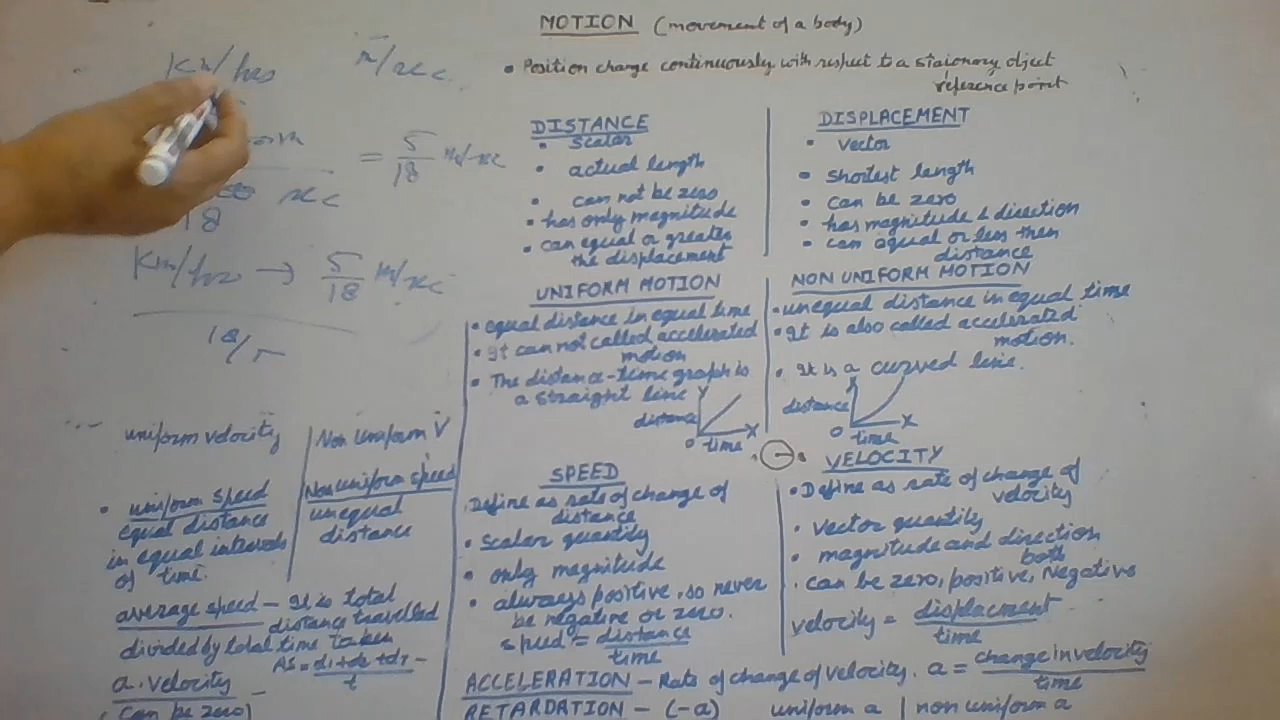 MOTION (movement of a body)
• Position change continuously with respect to a stationary object
reference point
Km/hrs m/sec
= 5/18 m/sec
sec
18
Km/hrs → 5/18 m/sec
18/5
DISTANCE
• scalar
• actual length
• can not be zero
• has only magnitude
• can equal or greater
the displacement
DISPLACEMENT
• vector
• shortest length
• can be zero
• has magnitude & direction
• can equal or less then
distance
UNIFORM MOTION
• equal distance in equal time
• It can not called accelerated
motion
• The distance-time graph is
a straight line
Y
distance
O time X
NON UNIFORM MOTION
• unequal distance in equal time
• It is also called accelerated
motion.
• It is a curved line.
Y
distance
O time X
uniform velocity
• uniform speed
equal distance
in equal intervals
of time.
Non uniform V
Non uniform speed
unequal
distance
average speed - It is total
distance travelled
divided by total time taken
AS = d1+d2+d3
t
a. velocity
(can be zero)
SPEED
Define as rate of change of
distance
• Scalar quantity
• only magnitude
• always positive, so never
be negative or zero.
speed = distance
time
VELOCITY
• Define as rate of change of
velocity
• vector quantity
• magnitude and direction
both
• can be zero, positive, Negative
velocity = displacment
time
ACCELERATION - Rate of change of velocity. a = change in velocity
time
RETARDATION - (-a) uniform a | non uniform a